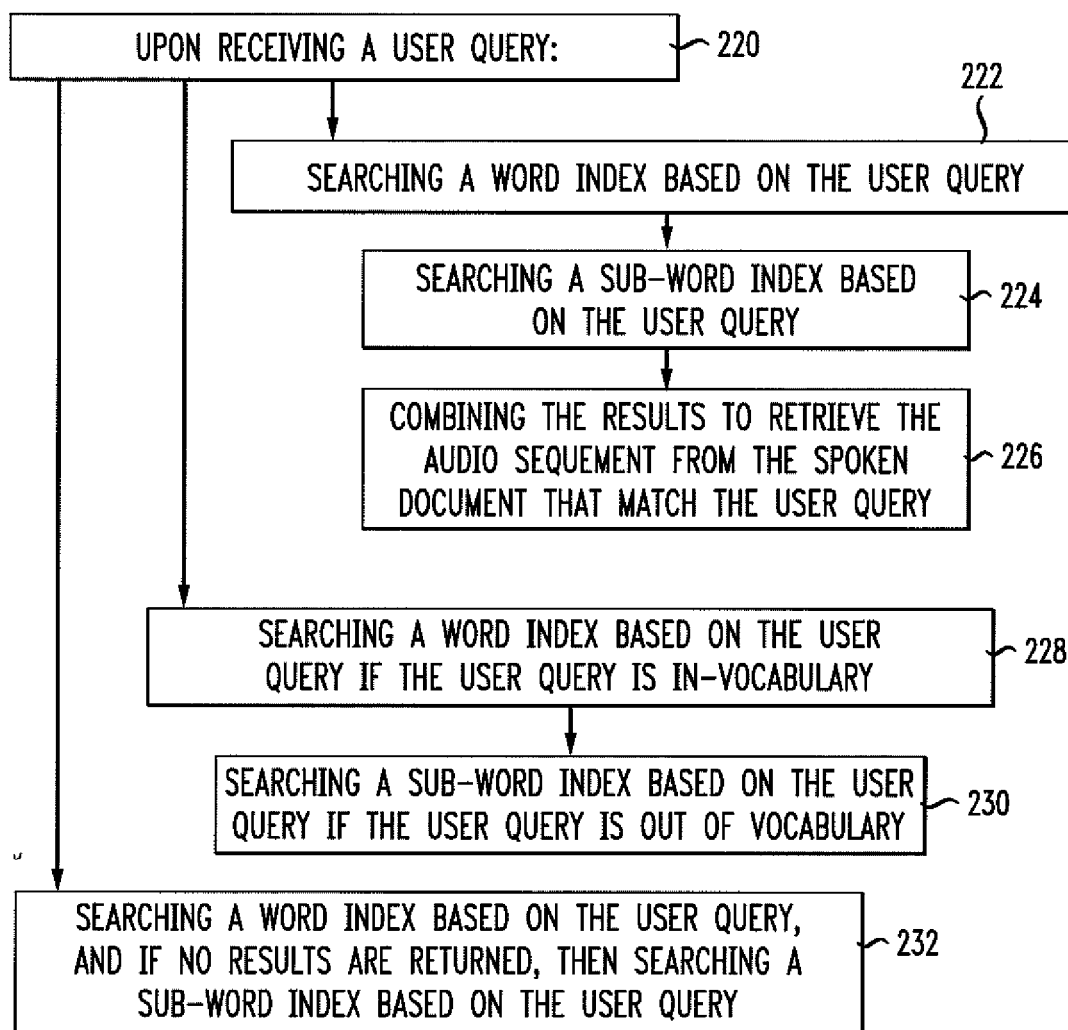 UPON RECEIVING A USER QUERY:
220
222
SEARCHING A WORD INDEX BASED ON THE USER QUERY
SEARCHING A SUB-WORD INDEX BASED
ON THE USER QUERY
224
COMBINING THE RESULTS TO RETRIEVE THE
AUDIO SEQUEMENT FROM THE SPOKEN
DOCUMENT THAT MATCH THE USER QUERY
226
SEARCHING A WORD INDEX BASED ON THE USER
QUERY IF THE USER QUERY IS IN-VOCABULARY
228
SEARCHING A SUB-WORD INDEX BASED ON THE USER
QUERY IF THE USER QUERY IS OUT OF VOCABULARY
230
SEARCHING A WORD INDEX BASED ON THE USER QUERY,
AND IF NO RESULTS ARE RETURNED, THEN SEARCHING A
SUB-WORD INDEX BASED ON THE USER QUERY
232